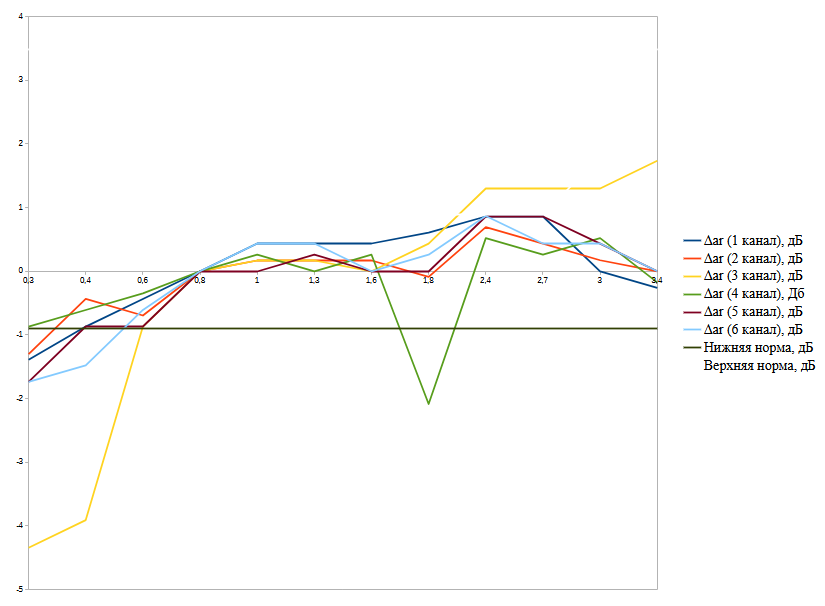 4
3
2
1
0
0,3 0,4 0,6 0,8 1 1,3 1,6 1,8 2,4 2,7 3 3,4
-1
-2
-3
-4
-5
Δar (1 канал), дБ
Δar (2 канал), дБ
Δar (3 канал), дБ
Δar (4 канал), Дб
Δar (5 канал), дБ
Δar (6 канал), дБ
Нижняя норма, дБ
Верхняя норма, дБ